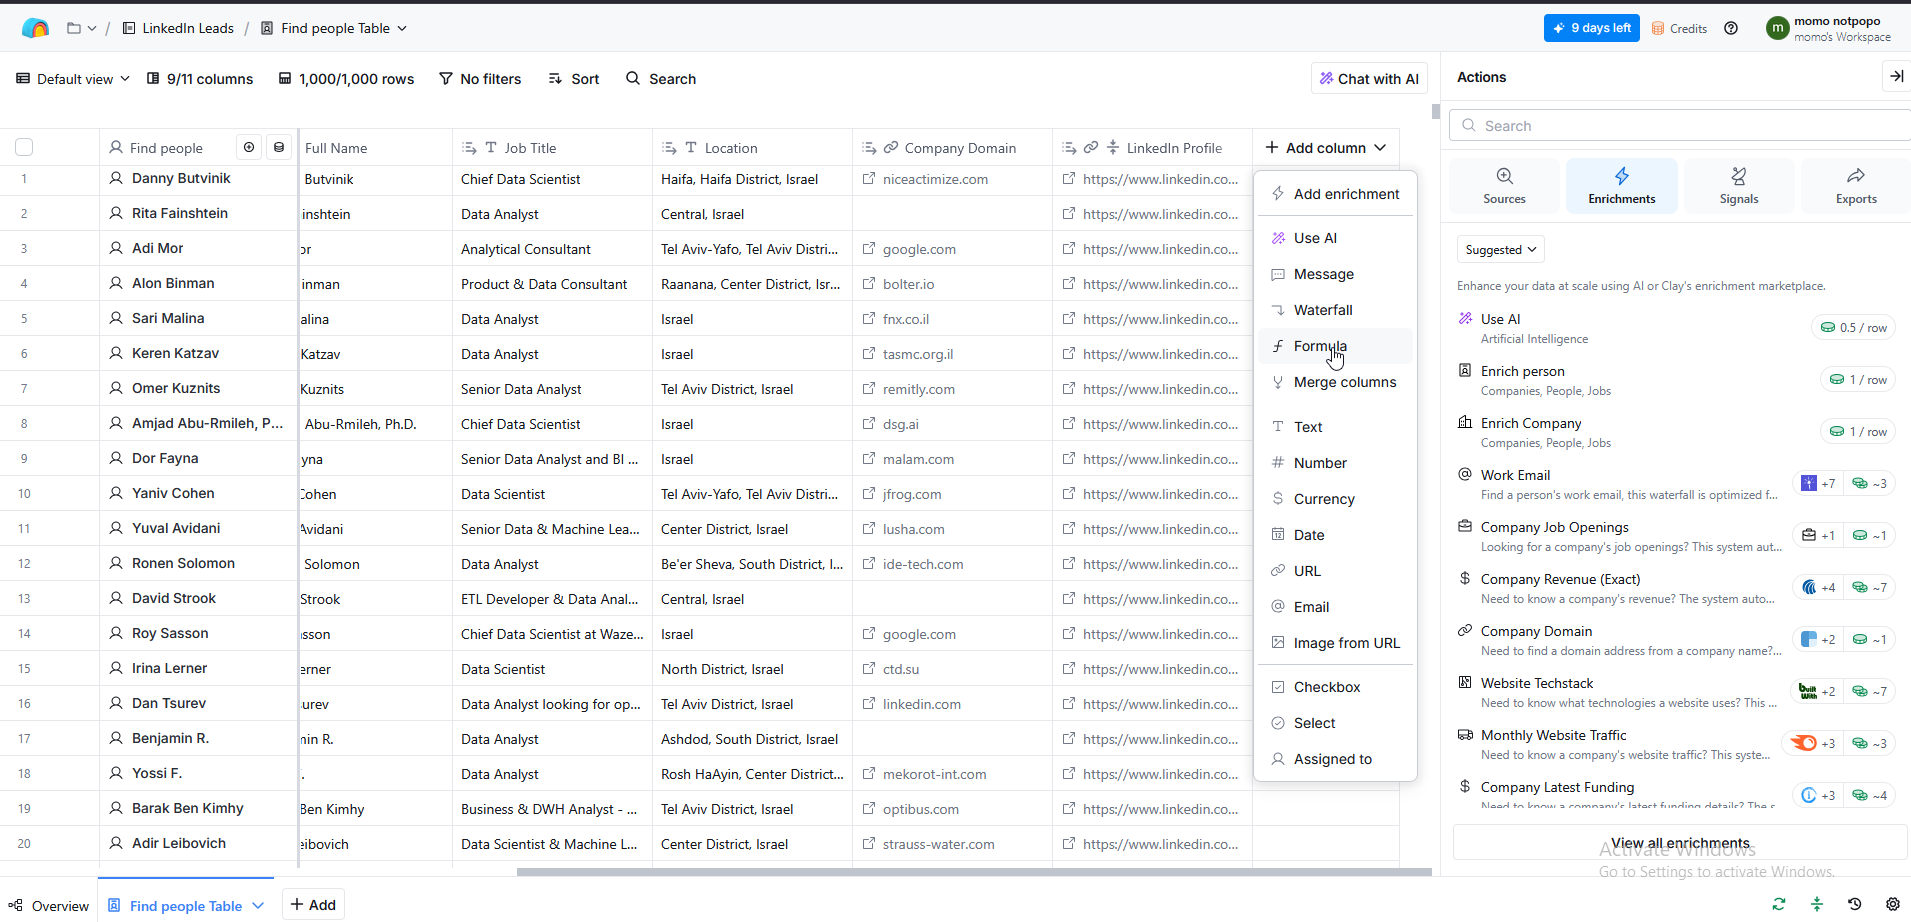 LinkedIn Leads / Find people Table
9 days left
Credits
m
momo notpopo
momo's Workspace
Default view
9/11 columns
1,000/1,000 rows
No filters
Sort
Search
Chat with AI
Find people Full Name Job Title Location Company Domain LinkedIn Profile Add column
1 Danny Butvinik Butvinik Chief Data Scientist Haifa, Haifa District, Israel niceactimize.com https://www.linkedin.co...
2 Rita Fainshtein inshtein Data Analyst Central, Israel https://www.linkedin.co...
3 Adi Mor or Analytical Consultant Tel Aviv-Yafo, Tel Aviv Distri... google.com https://www.linkedin.co...
4 Alon Binman inman Product & Data Consultant Raanana, Center District, Isr... bolter.io https://www.linkedin.co...
5 Sari Malina alina Data Analyst Israel fnx.co.il https://www.linkedin.co...
6 Keren Katzav Katzav Data Analyst Israel tasmc.org.il https://www.linkedin.co...
7 Omer Kuznits Kuznits Senior Data Analyst Tel Aviv District, Israel remitly.com https://www.linkedin.co...
8 Amjad Abu-Rmileh, P... Abu-Rmileh, Ph.D. Chief Data Scientist Israel dsg.ai https://www.linkedin.co...
9 Dor Fayna yna Senior Data Analyst and BI ... Israel malam.com https://www.linkedin.co...
10 Yaniv Cohen Cohen Data Scientist Tel Aviv-Yafo, Tel Aviv Distri... jfrog.com https://www.linkedin.co...
11 Yuval Avidani Avidani Senior Data & Machine Lea... Center District, Israel lusha.com https://www.linkedin.co...
12 Ronen Solomon Solomon Data Analyst Be'er Sheva, South District, I... ide-tech.com https://www.linkedin.co...
13 David Strook Strook ETL Developer & Data Anal... Central, Israel https://www.linkedin.co...
14 Roy Sasson sson Chief Data Scientist at Waze... Israel google.com https://www.linkedin.co...
15 Irina Lerner erner Data Scientist North District, Israel ctd.su https://www.linkedin.co...
16 Dan Tsurev urev Data Analyst looking for op... Tel Aviv District, Israel linkedin.com https://www.linkedin.co...
17 Benjamin R. nin R. Data Analyst Ashdod, South District, Israel https://www.linkedin.co...
18 Yossi F. . Data Analyst Rosh HaAyin, Center District... mekorot-int.com https://www.linkedin.co...
19 Barak Ben Kimhy Ben Kimhy Business & DWH Analyst - ... Tel Aviv District, Israel optibus.com https://www.linkedin.co...
20 Adir Leibovich eibovich Data Scientist & Machine L... Center District, Israel strauss-water.com https://www.linkedin.co...
Add enrichment
Use AI
Message
Waterfall
Formula
Merge columns
Text
Number
Currency
Date
URL
Email
Image from URL
Checkbox
Select
Assigned to
Actions
Search
Sources
Enrichments
Signals
Exports
Suggested
Enhance your data at scale using AI or Clay's enrichment marketplace.
Use AI
Artificial Intelligence
0.5 / row
Enrich person
Companies, People, Jobs
1 / row
Enrich Company
Companies, People, Jobs
1 / row
Work Email
Find a person's work email, this waterfall is optimized f...
+7 ~3
Company Job Openings
Looking for a company's job openings? This system aut...
+1 ~1
Company Revenue (Exact)
Need to know a company's revenue? The system auto...
+4 ~7
Company Domain
Need to find a domain address from a company name?...
+2 ~1
Website Techstack
Need to know what technologies a website uses? This ...
built With +2 ~7
Monthly Website Traffic
Need to know a company's website traffic? This syste...
+3 ~3
Company Latest Funding
Need to know a company's latest funding details? The s
+3 ~4
View all enrichments
Activate Windows
Go to Settings to activate Windows.
Overview
Find people Table
+ Add